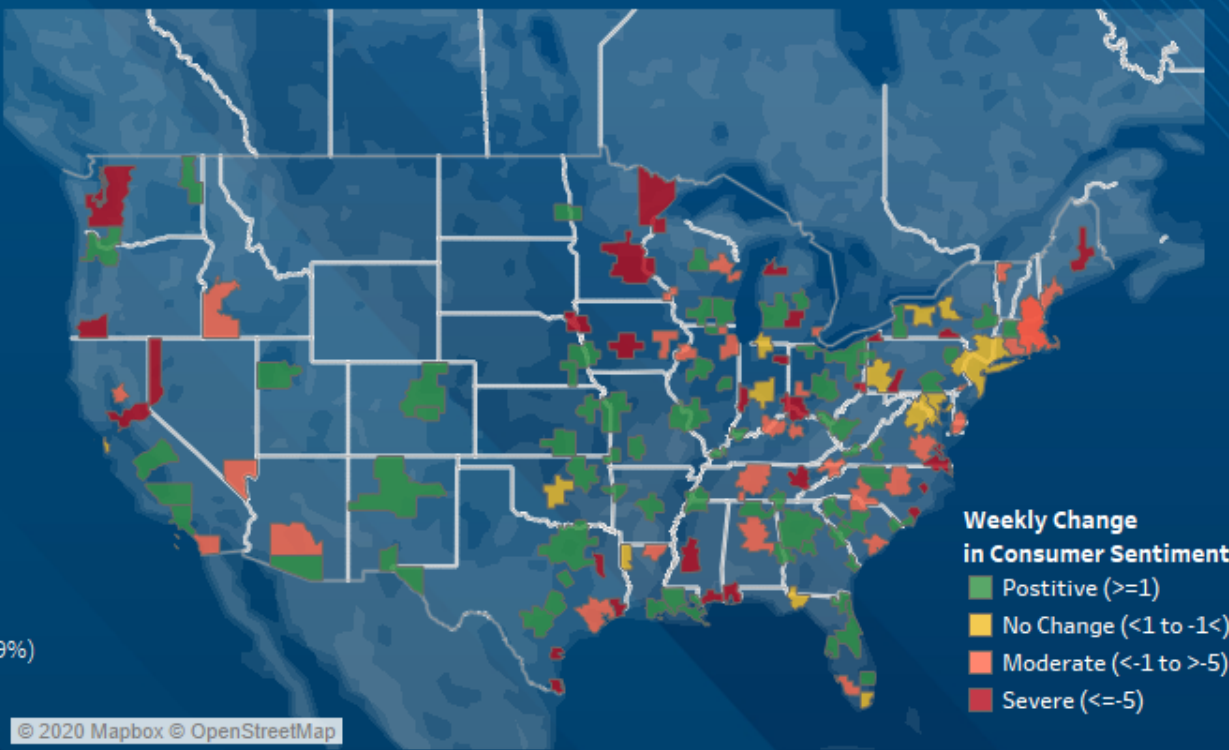 Weekly Change
in Consumer Sentiment
Postitive (>=1)
No Change (<1 to -1<)
Moderate (<-1 to >-5)
Severe (<=-5)
9%)
© 2020 Mapbox © OpenStreetMap